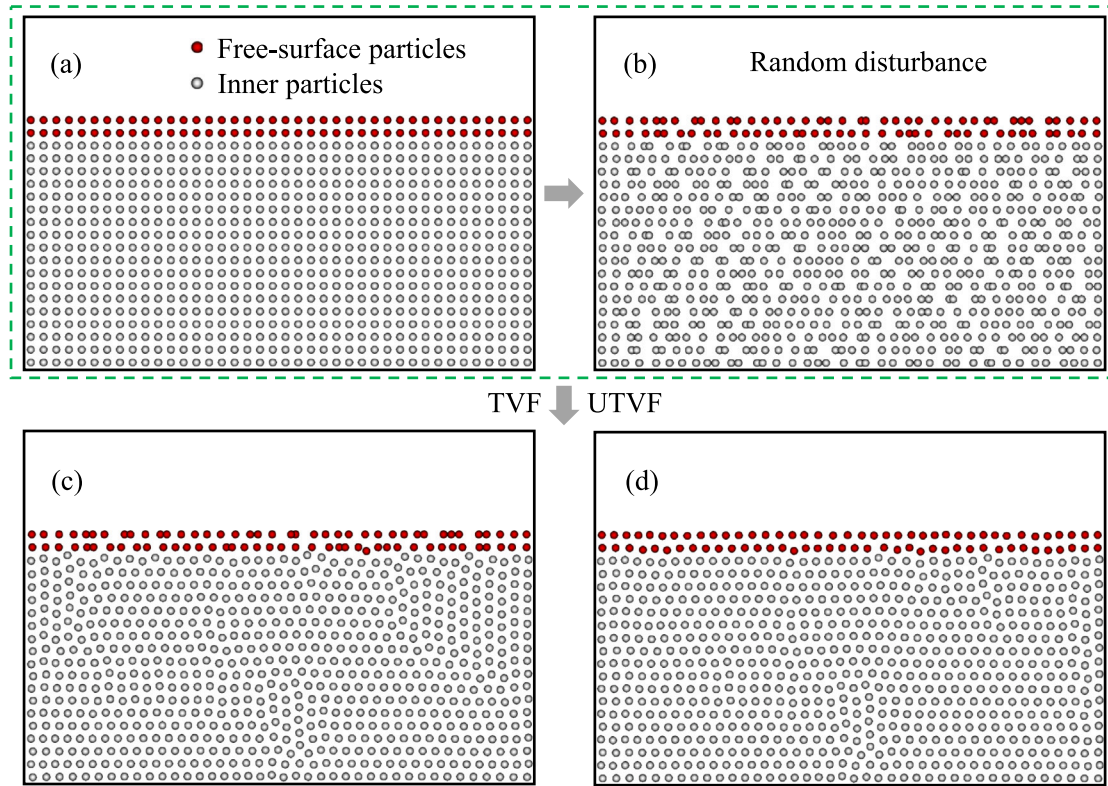 (a)
Free-surface particles
Inner particles
(b)
Random disturbance
TVF
UTVF
(c)
(d)